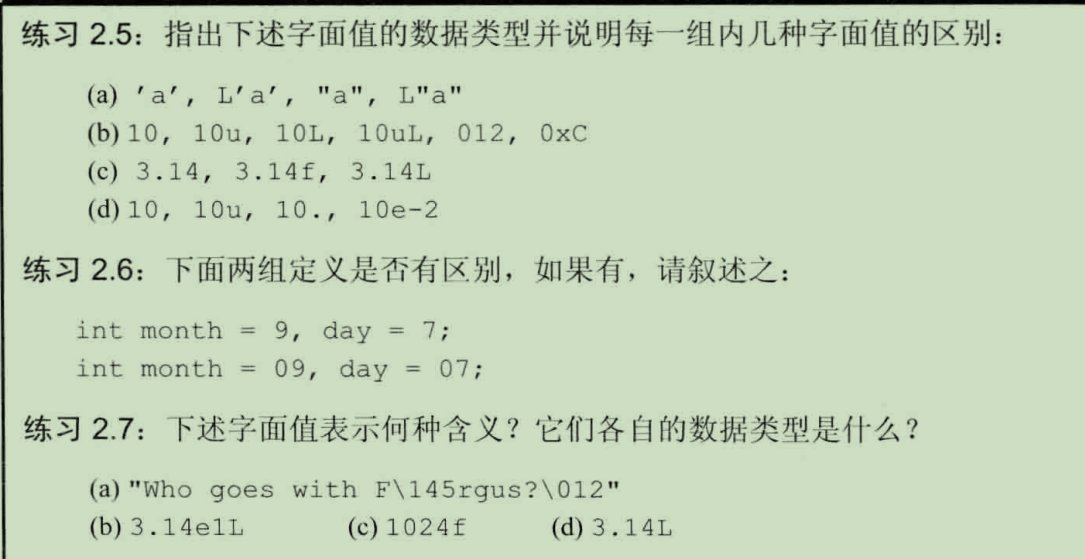 练习 2.5：指出下述字面值的数据类型并说明每一组内几种字面值的区别：
(a) 'a', L'a', "a", L"a"
(b) 10, 10u, 10L, 10uL, 012, 0xC
(c) 3.14, 3.14f, 3.14L
(d) 10, 10u, 10., 10e-2
练习 2.6：下面两组定义是否有区别，如果有，请叙述之：
int month = 9, day = 7;
int month = 09, day = 07;
练习 2.7：下述字面值表示何种含义？它们各自的数据类型是什么？
(a) "Who goes with F\145rgus?\012"
(b) 3.14e1L (c) 1024f (d) 3.14L